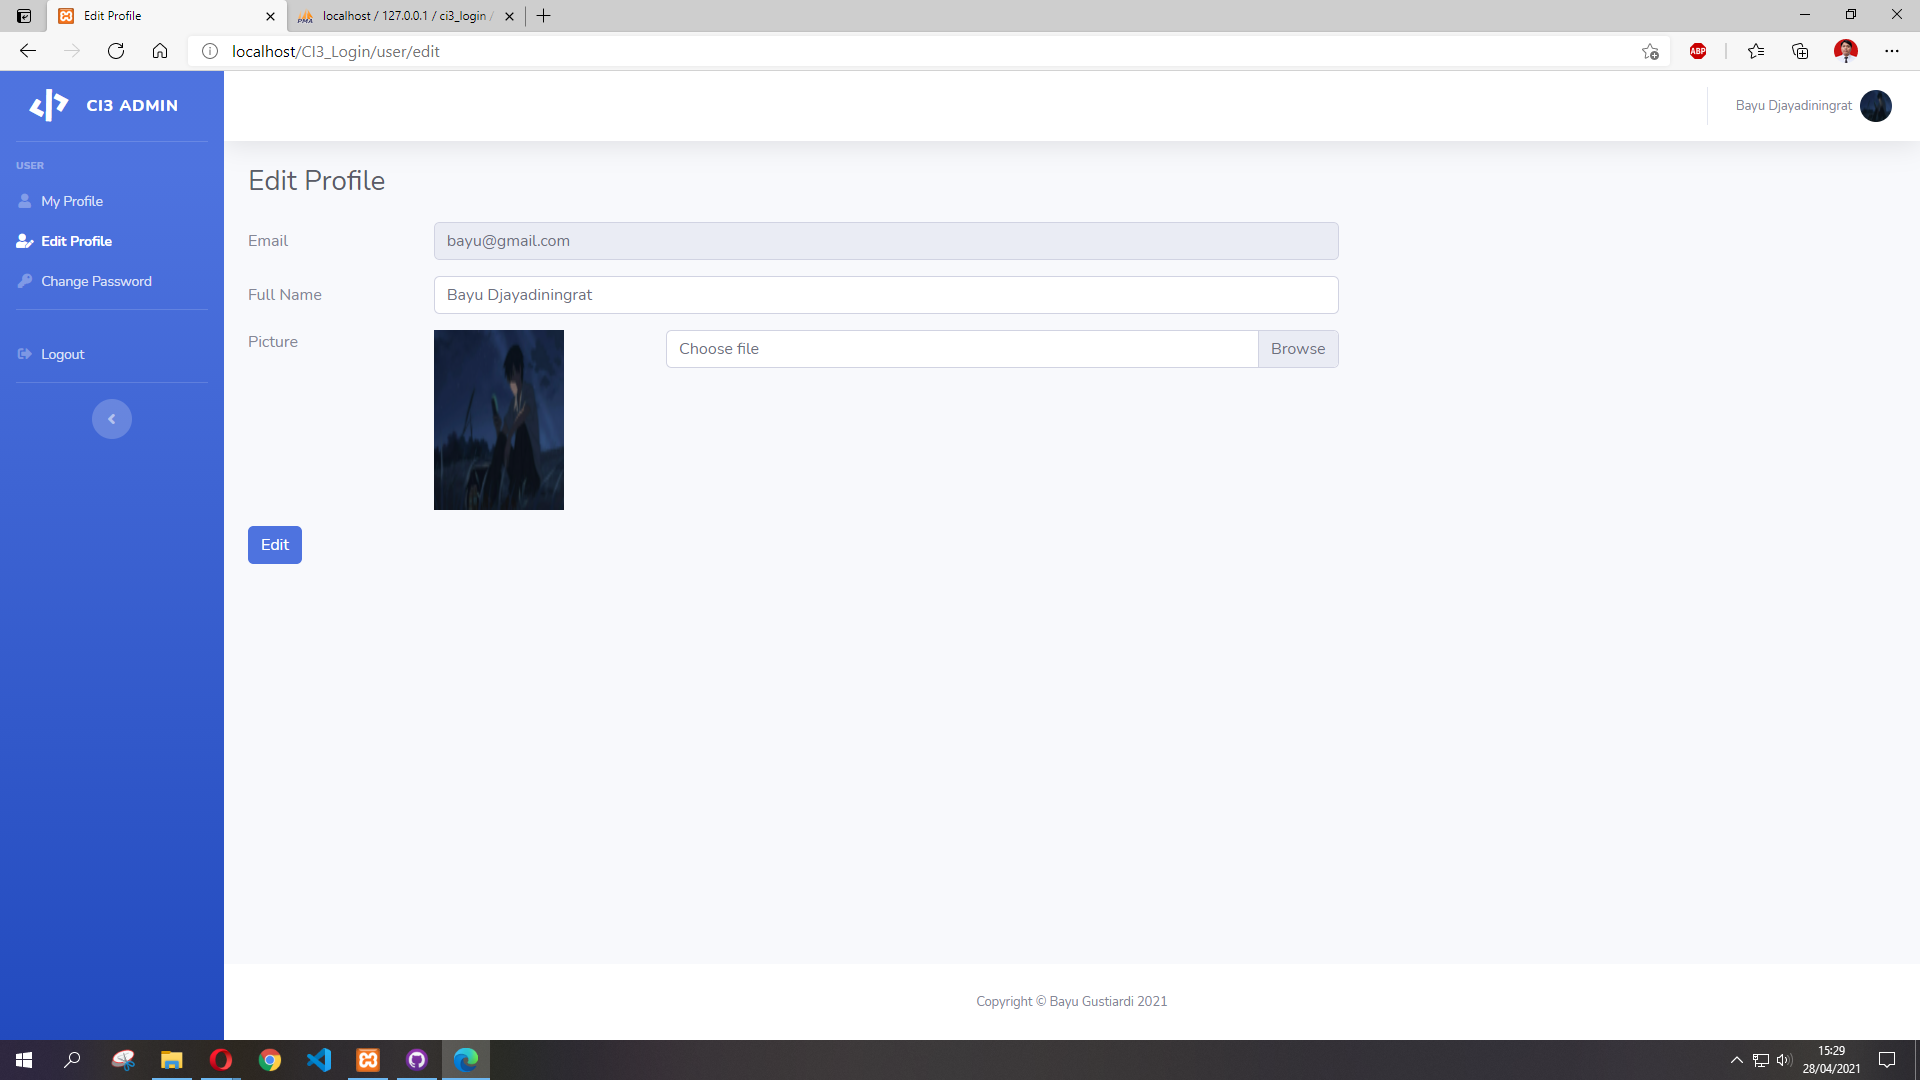 Edit Profile
localhost / 127.0.0.1 / ci3_login /
localhost/CI3_Login/user/edit
ABP
CI3 ADMIN
Bayu Djayadiningrat
USER
My Profile
Edit Profile
Change Password
Logout
Edit Profile
Email
bayu@gmail.com
Full Name
Bayu Djayadiningrat
Picture
Choose file
Browse
Edit
Copyright © Bayu Gustiardi 2021
15:29
28/04/2021